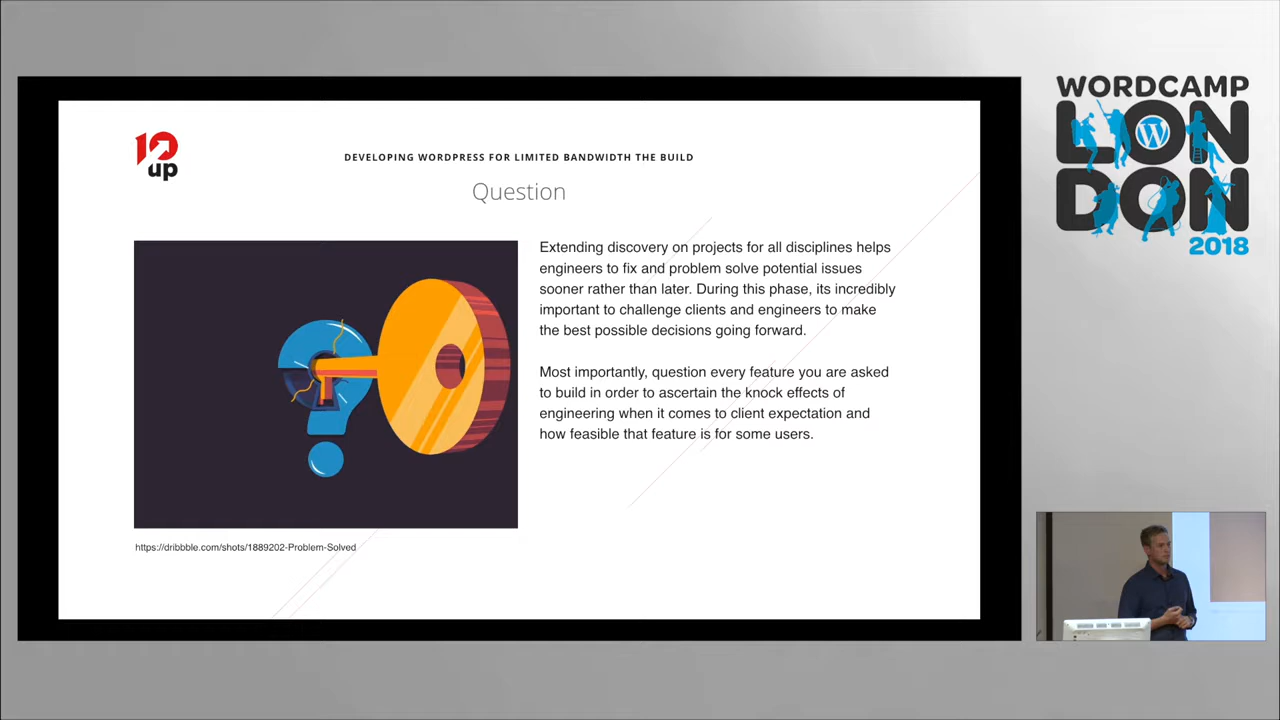 10up
DEVELOPING WORDPRESS FOR LIMITED BANDWIDTH THE BUILD
Question
Extending discovery on projects for all disciplines helps
engineers to fix and problem solve potential issues
sooner rather than later. During this phase, its incredibly
important to challenge clients and engineers to make
the best possible decisions going forward.
Most importantly, question every feature you are asked
to build in order to ascertain the knock effects of
engineering when it comes to client expectation and
how feasible that feature is for some users.
https://dribbble.com/shots/1889202-Problem-Solved
WORDCAMP
LON
DON
2018